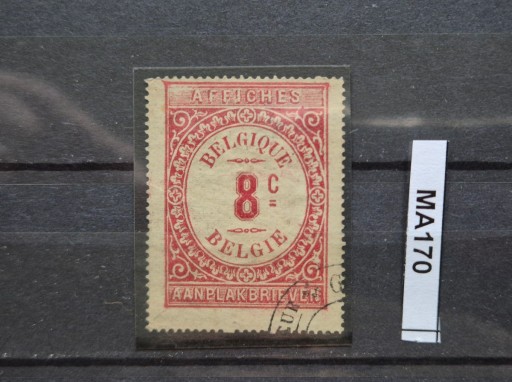 AFFICHES
BELGIQUE
8 C
BELGIE
AANPLAKBRIEVEN
MA170